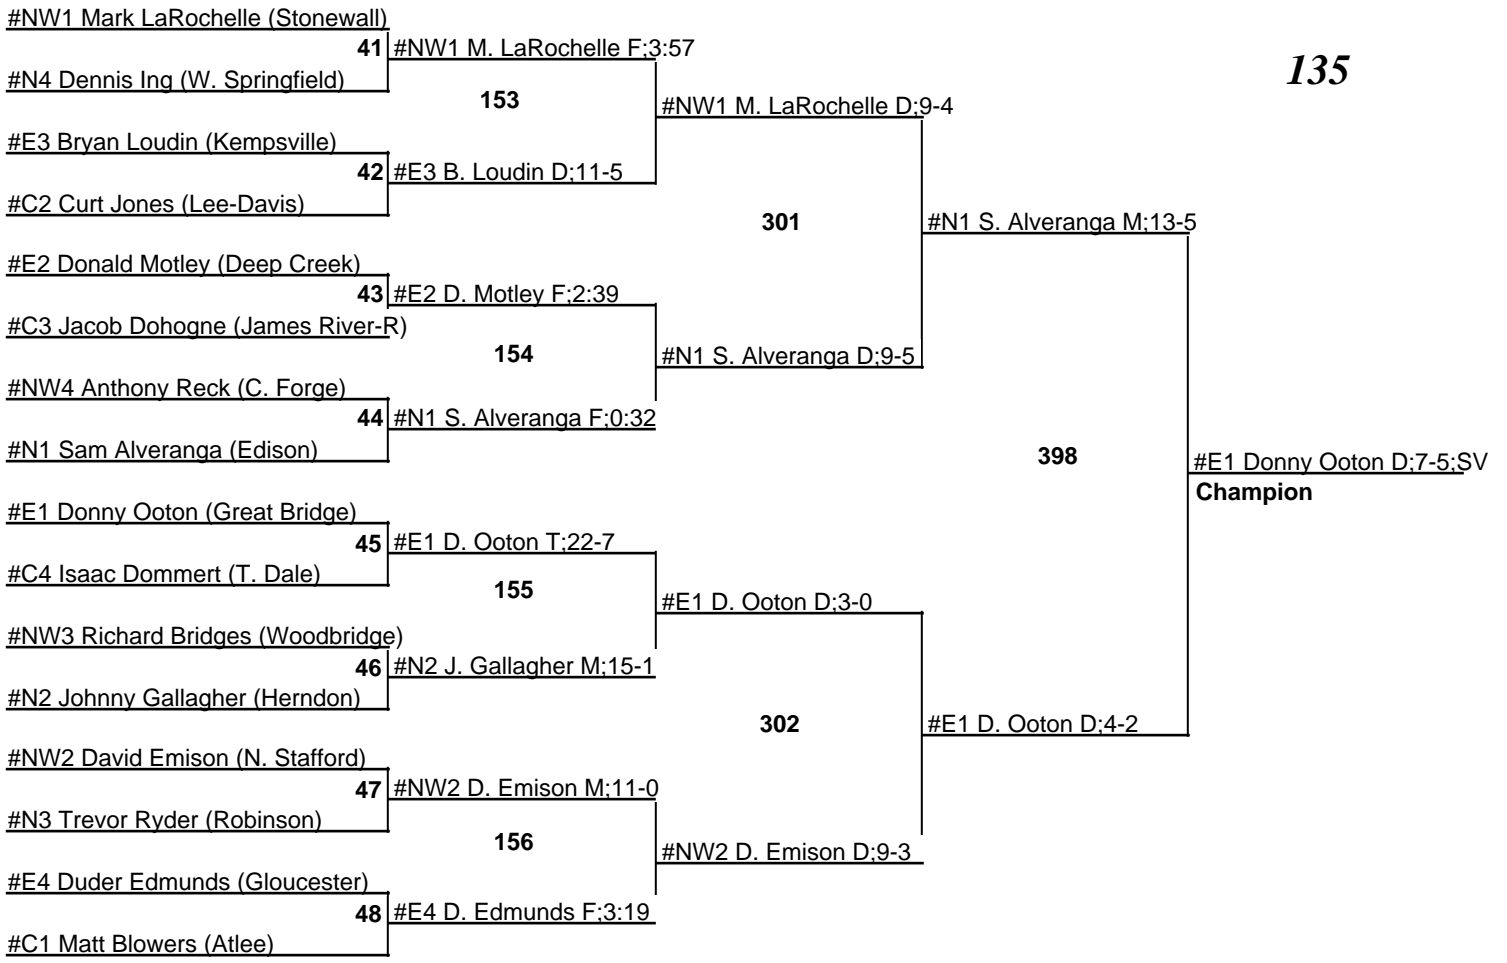 #NW1 Mark LaRochelle (Stonewall)
41 #NW1 M. LaRochelle F;3:57
135
#N4 Dennis Ing (W. Springfield)
153
#NW1 M. LaRochelle D;9-4
#E3 Bryan Loudin (Kempsville)
42 #E3 B. Loudin D;11-5
#C2 Curt Jones (Lee-Davis)
301
#N1 S. Alveranga M;13-5
#E2 Donald Motley (Deep Creek)
43 #E2 D. Motley F;2:39
#C3 Jacob Dohogne (James River-R)
154
#N1 S. Alveranga D;9-5
#NW4 Anthony Reck (C. Forge)
44 #N1 S. Alveranga F;0:32
#N1 Sam Alveranga (Edison)
398
#E1 Donny Ooton D;7-5;SV
Champion
#E1 Donny Ooton (Great Bridge)
45 #E1 D. Ooton T;22-7
#C4 Isaac Dommert (T. Dale)
155
#E1 D. Ooton D;3-0
#NW3 Richard Bridges (Woodbridge)
46 #N2 J. Gallagher M;15-1
#N2 Johnny Gallagher (Herndon)
302
#E1 D. Ooton D;4-2
#NW2 David Emison (N. Stafford)
47 #NW2 D. Emison M;11-0
#N3 Trevor Ryder (Robinson)
156
#NW2 D. Emison D;9-3
#E4 Duder Edmunds (Gloucester)
48 #E4 D. Edmunds F;3:19
#C1 Matt Blowers (Atlee)